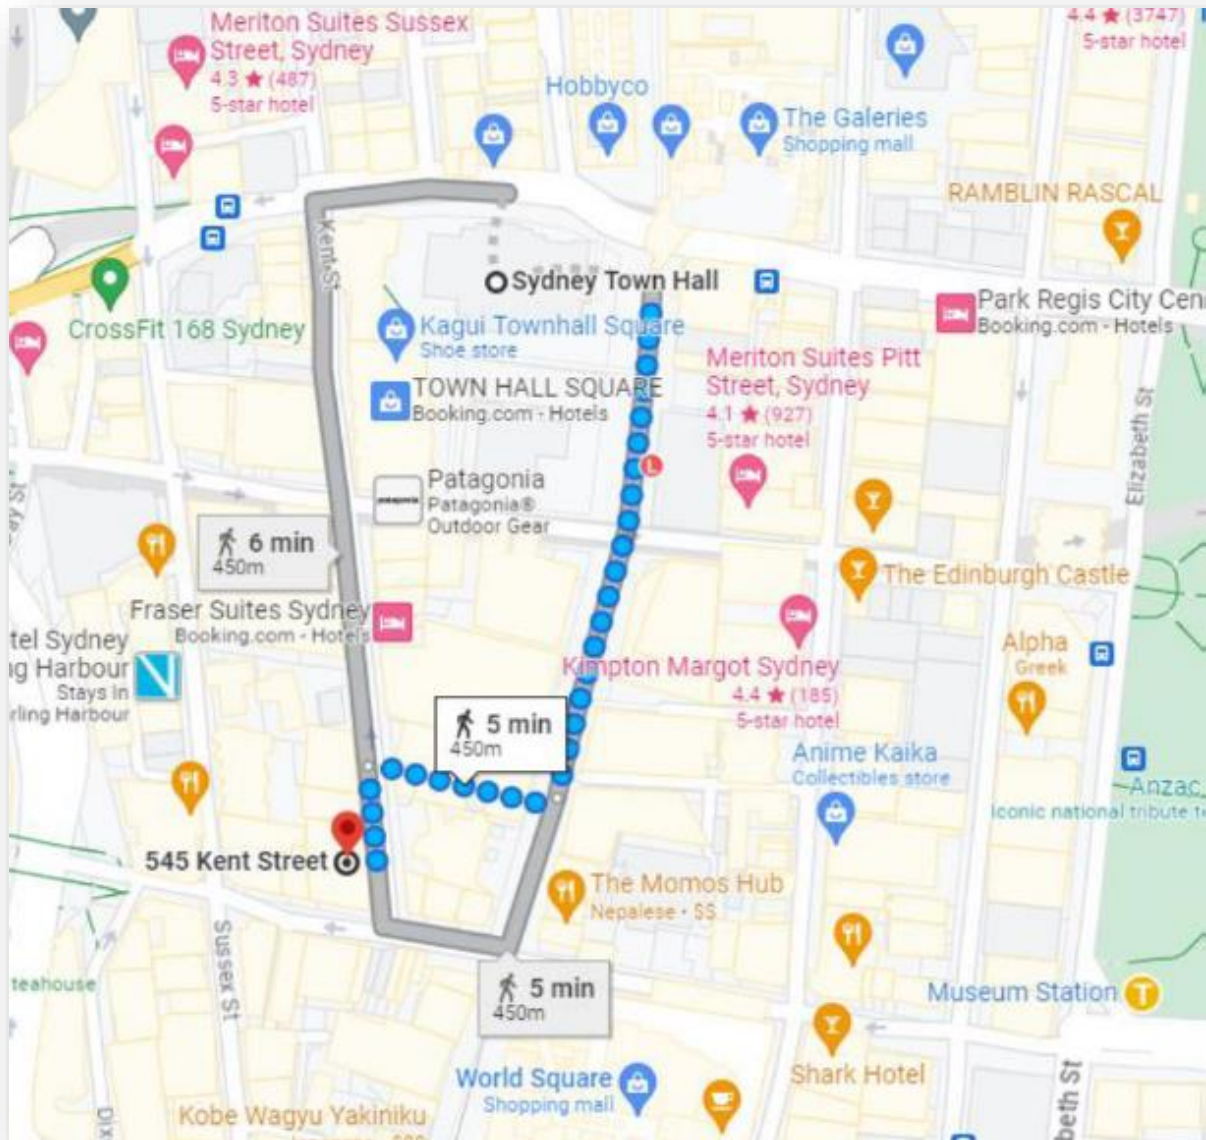 Meriton Suites Sussex
Street, Sydney
4.3 ★ (487)
5-star hotel
4.4 ★ (3747)
5-star hotel
Hobbyco
The Galeries
Shopping mall
RAMBLIN RASCAL
Kent St
Sydney Town Hall
CrossFit 168 Sydney
Kagui Townhall Square
Shoe store
Park Regis City Cen
Booking.com - Hotels
TOWN HALL SQUARE
Booking.com - Hotels
Meriton Suites Pitt
Street, Sydney
4.1 ★ (927)
5-star hotel
Elizabeth St
L
Patagonia
Patagonia®
Outdoor Gear
patagonia
ay St
6 min
450m
The Edinburgh Castle
Fraser Suites Sydney
Booking.com - Hotels
tel Sydney
ng Harbour
Stays In
rling Harbour
Kimpton Margot Sydney
4.4 ★ (185)
5-star hotel
Alpha
Greek
5 min
450m
Anime Kaika
Collectibles store
Anzac
Iconic national tribute t
545 Kent Street
The Momos Hub
Nepalese · $$
Sussex St
teahouse
5 min
450m
Museum Station
T
World Square
Shopping mall
Shark Hotel
beth St
Kobe Wagyu Yakiniku
Dix